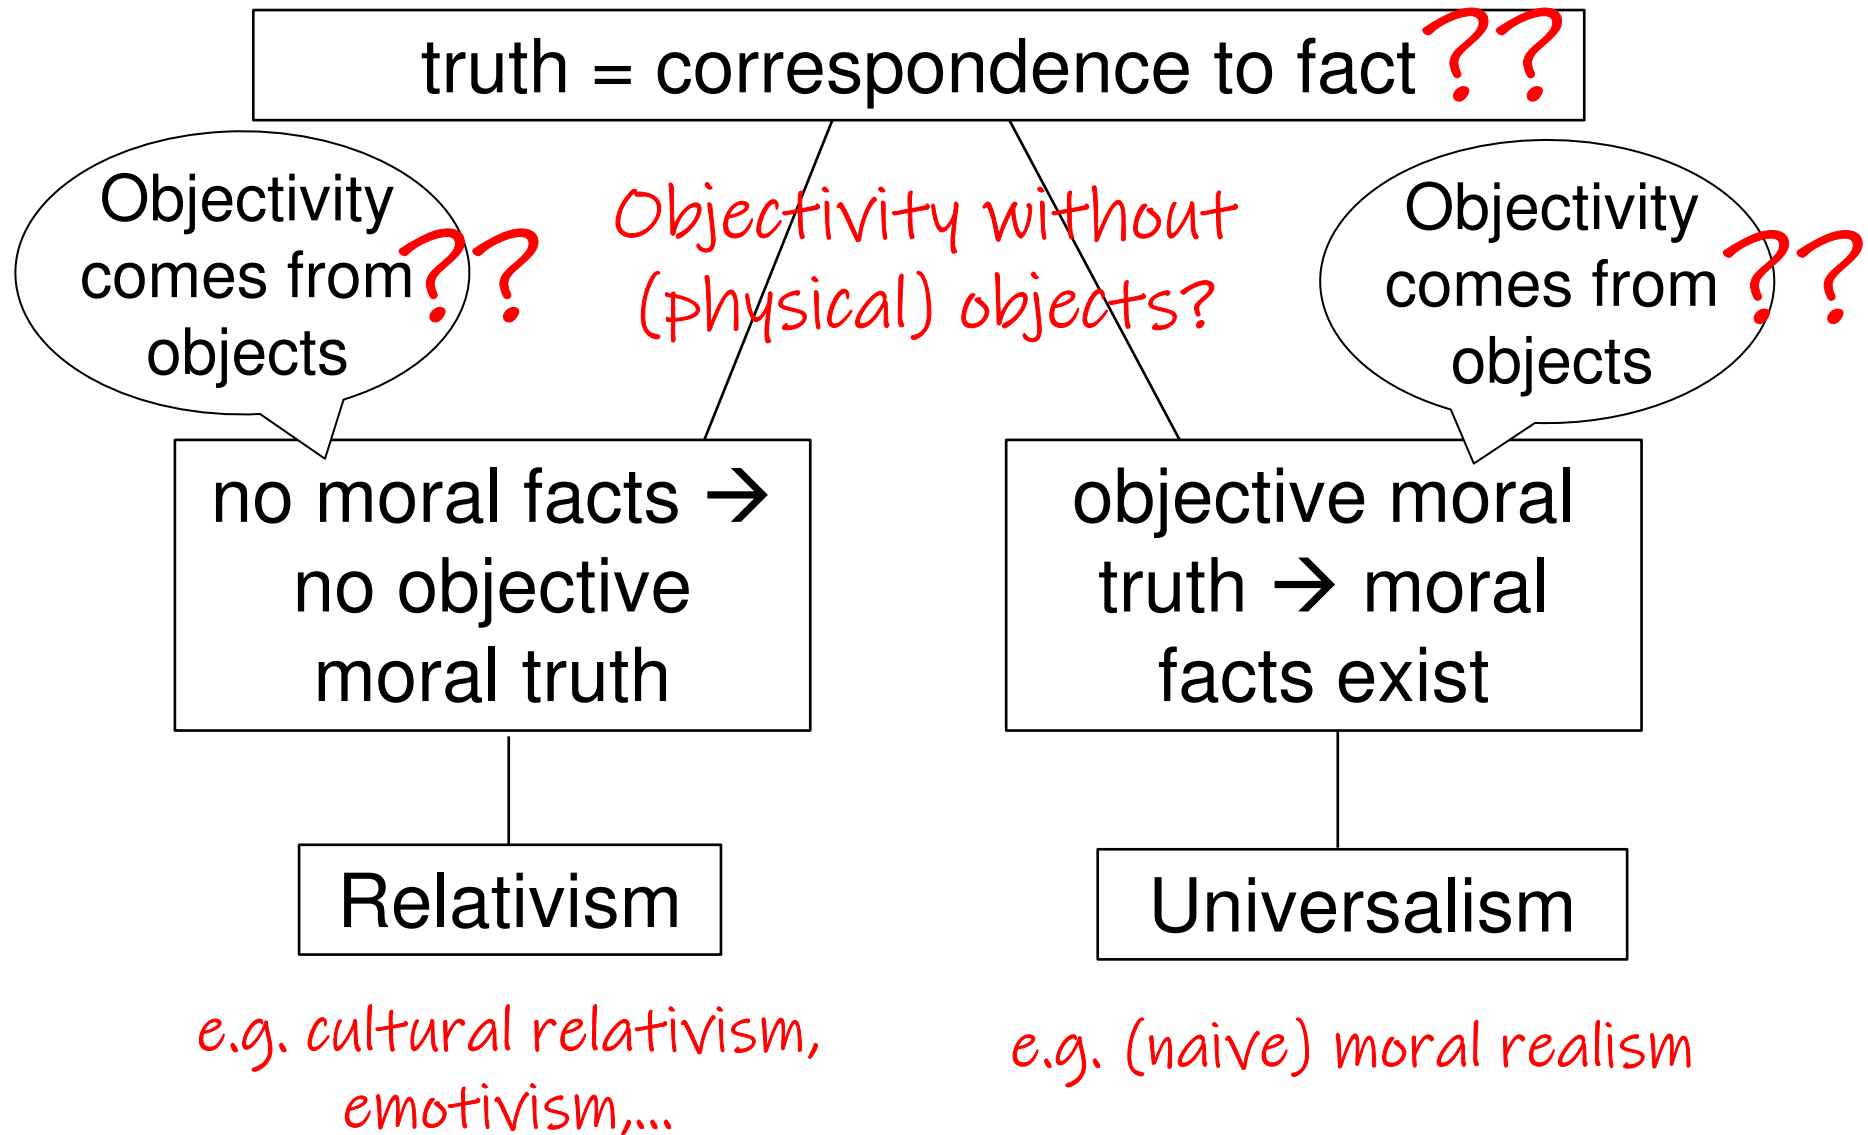 truth = correspondence to fact ??
Objectivity
comes from ??
objects
Objectivity without
(physical) objects?
Objectivity
comes from ??
objects
no moral facts →
no objective
moral truth
objective moral
truth → moral
facts exist
Relativism
Universalism
e.g. cultural relativism,
emotivism,...
e.g. (naive) moral realism